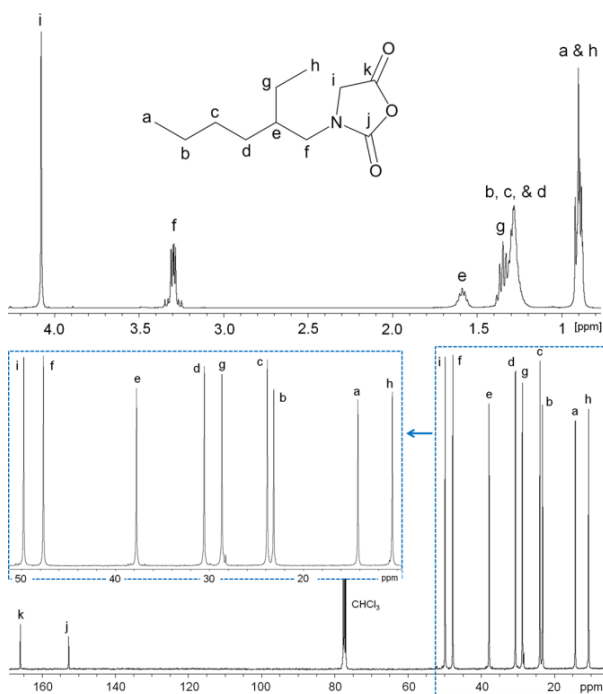 i
a & h
O
h
g
k
i
a
c
O
e
N
j
b
d
f
O
b, c, & d
g
f
e
4.0 3.5 3.0 2.5 2.0 1.5 1 [ppm]
i f e d g c b a h
50 40 30 20 ppm
i f e d g c b a h
CHCl3
k
j
160 140 120 100 80 60 40 20 ppm